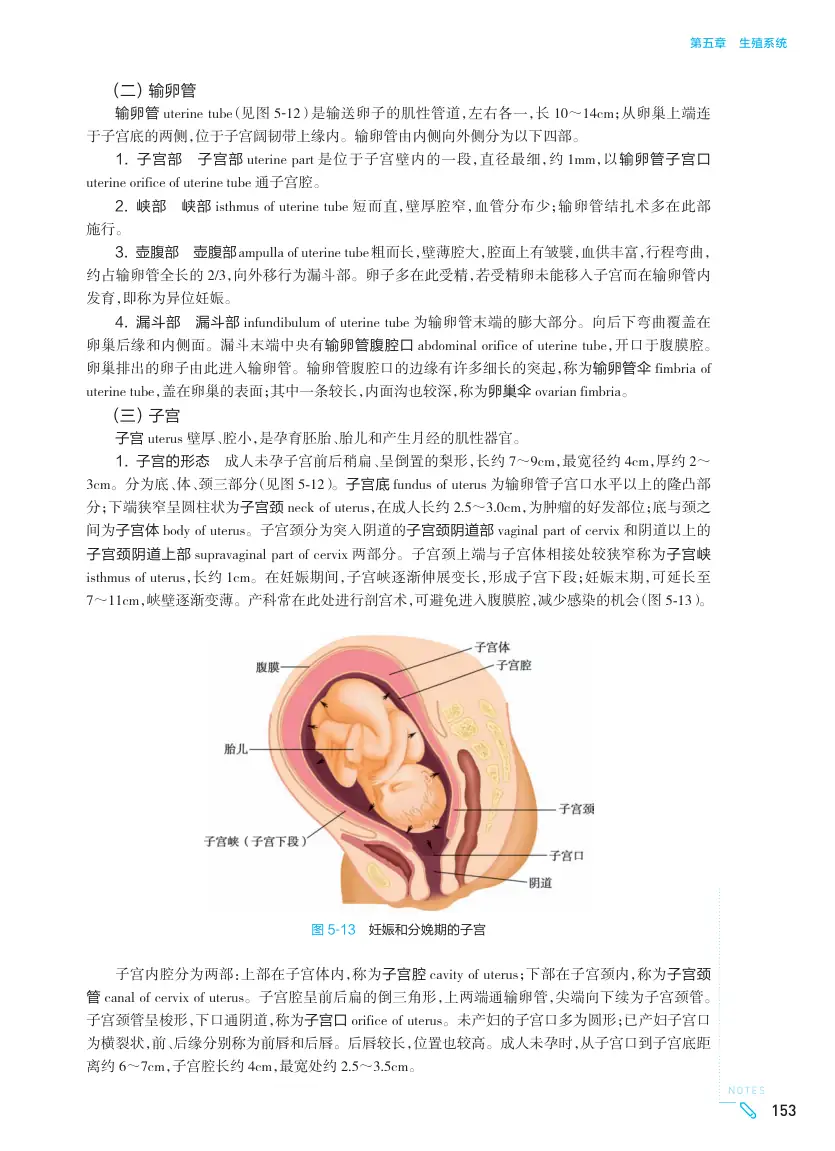 第五章　生殖系统
（二）输卵管
输卵管 uterine tube（见图 5-12）是输送卵子的肌性管道，左右各一，长 10～14cm；从卵巢上端连
于子宫底的两侧，位于子宫阔韧带上缘内。输卵管由内侧向外侧分为以下四部。
1. 子宫部　子宫部 uterine part 是位于子宫壁内的一段，直径最细，约 1mm，以输卵管子宫口
uterine orifice of uterine tube 通子宫腔。
2. 峡部　峡部 isthmus of uterine tube 短而直，壁厚腔窄，血管分布少；输卵管结扎术多在此部
施行。
3. 壶腹部　壶腹部 ampulla of uterine tube 粗而长，壁薄腔大，腔面上有皱襞，血供丰富，行程弯曲，
约占输卵管全长的 2/3，向外移行为漏斗部。卵子多在此受精，若受精卵未能移入子宫而在输卵管内
发育，即称为异位妊娠。
4. 漏斗部　漏斗部 infundibulum of uterine tube 为输卵管末端的膨大部分。向后下弯曲覆盖在
卵巢后缘和内侧面。漏斗末端中央有输卵管腹腔口 abdominal orifice of uterine tube，开口于腹膜腔。
卵巢排出的卵子由此进入输卵管。输卵管腹腔口的边缘有许多细长的突起，称为输卵管伞 fimbria of
uterine tube，盖在卵巢的表面；其中一条较长，内面沟也较深，称为卵巢伞 ovarian fimbria。
（三）子宫
子宫 uterus 壁厚、腔小，是孕育胚胎、胎儿和产生月经的肌性器官。
1. 子宫的形态　成人未孕子宫前后稍扁、呈倒置的梨形，长约 7～9cm，最宽径约 4cm，厚约 2～
3cm。分为底、体、颈三部分（见图 5-12）。子宫底 fundus of uterus 为输卵管子宫口水平以上的隆凸部
分；下端狭窄呈圆柱状为子宫颈 neck of uterus，在成人长约 2.5～3.0cm，为肿瘤的好发部位；底与颈之
间为子宫体 body of uterus。子宫颈分为突入阴道的子宫颈阴道部 vaginal part of cervix 和阴道以上的
子宫颈阴道上部 supravaginal part of cervix 两部分。子宫颈上端与子宫体相接处较狭窄称为子宫峡
isthmus of uterus，长约 1cm。在妊娠期间，子宫峡逐渐伸展变长，形成子宫下段；妊娠末期，可延长至
7～11cm，峡壁逐渐变薄。产科常在此处进行剖宫术，可避免进入腹膜腔，减少感染的机会（图 5-13）。
子宫体
腹膜
子宫腔
胎儿
子宫颈
子宫峡（子宫下段）
子宫口
阴道
图 5-13　妊娠和分娩期的子宫
子宫内腔分为两部：上部在子宫体内，称为子宫腔 cavity of uterus；下部在子宫颈内，称为子宫颈
管 canal of cervix of uterus。子宫腔呈前后扁的倒三角形，上两端通输卵管，尖端向下续为子宫颈管。
子宫颈管呈梭形，下口通阴道，称为子宫口 orifice of uterus。未产妇的子宫口多为圆形；已产妇子宫口
为横裂状，前、后缘分别称为前唇和后唇。后唇较长，位置也较高。成人未孕时，从子宫口到子宫底距
离约 6～7cm，子宫腔长约 4cm，最宽处约 2.5～3.5cm。
NOTES
153